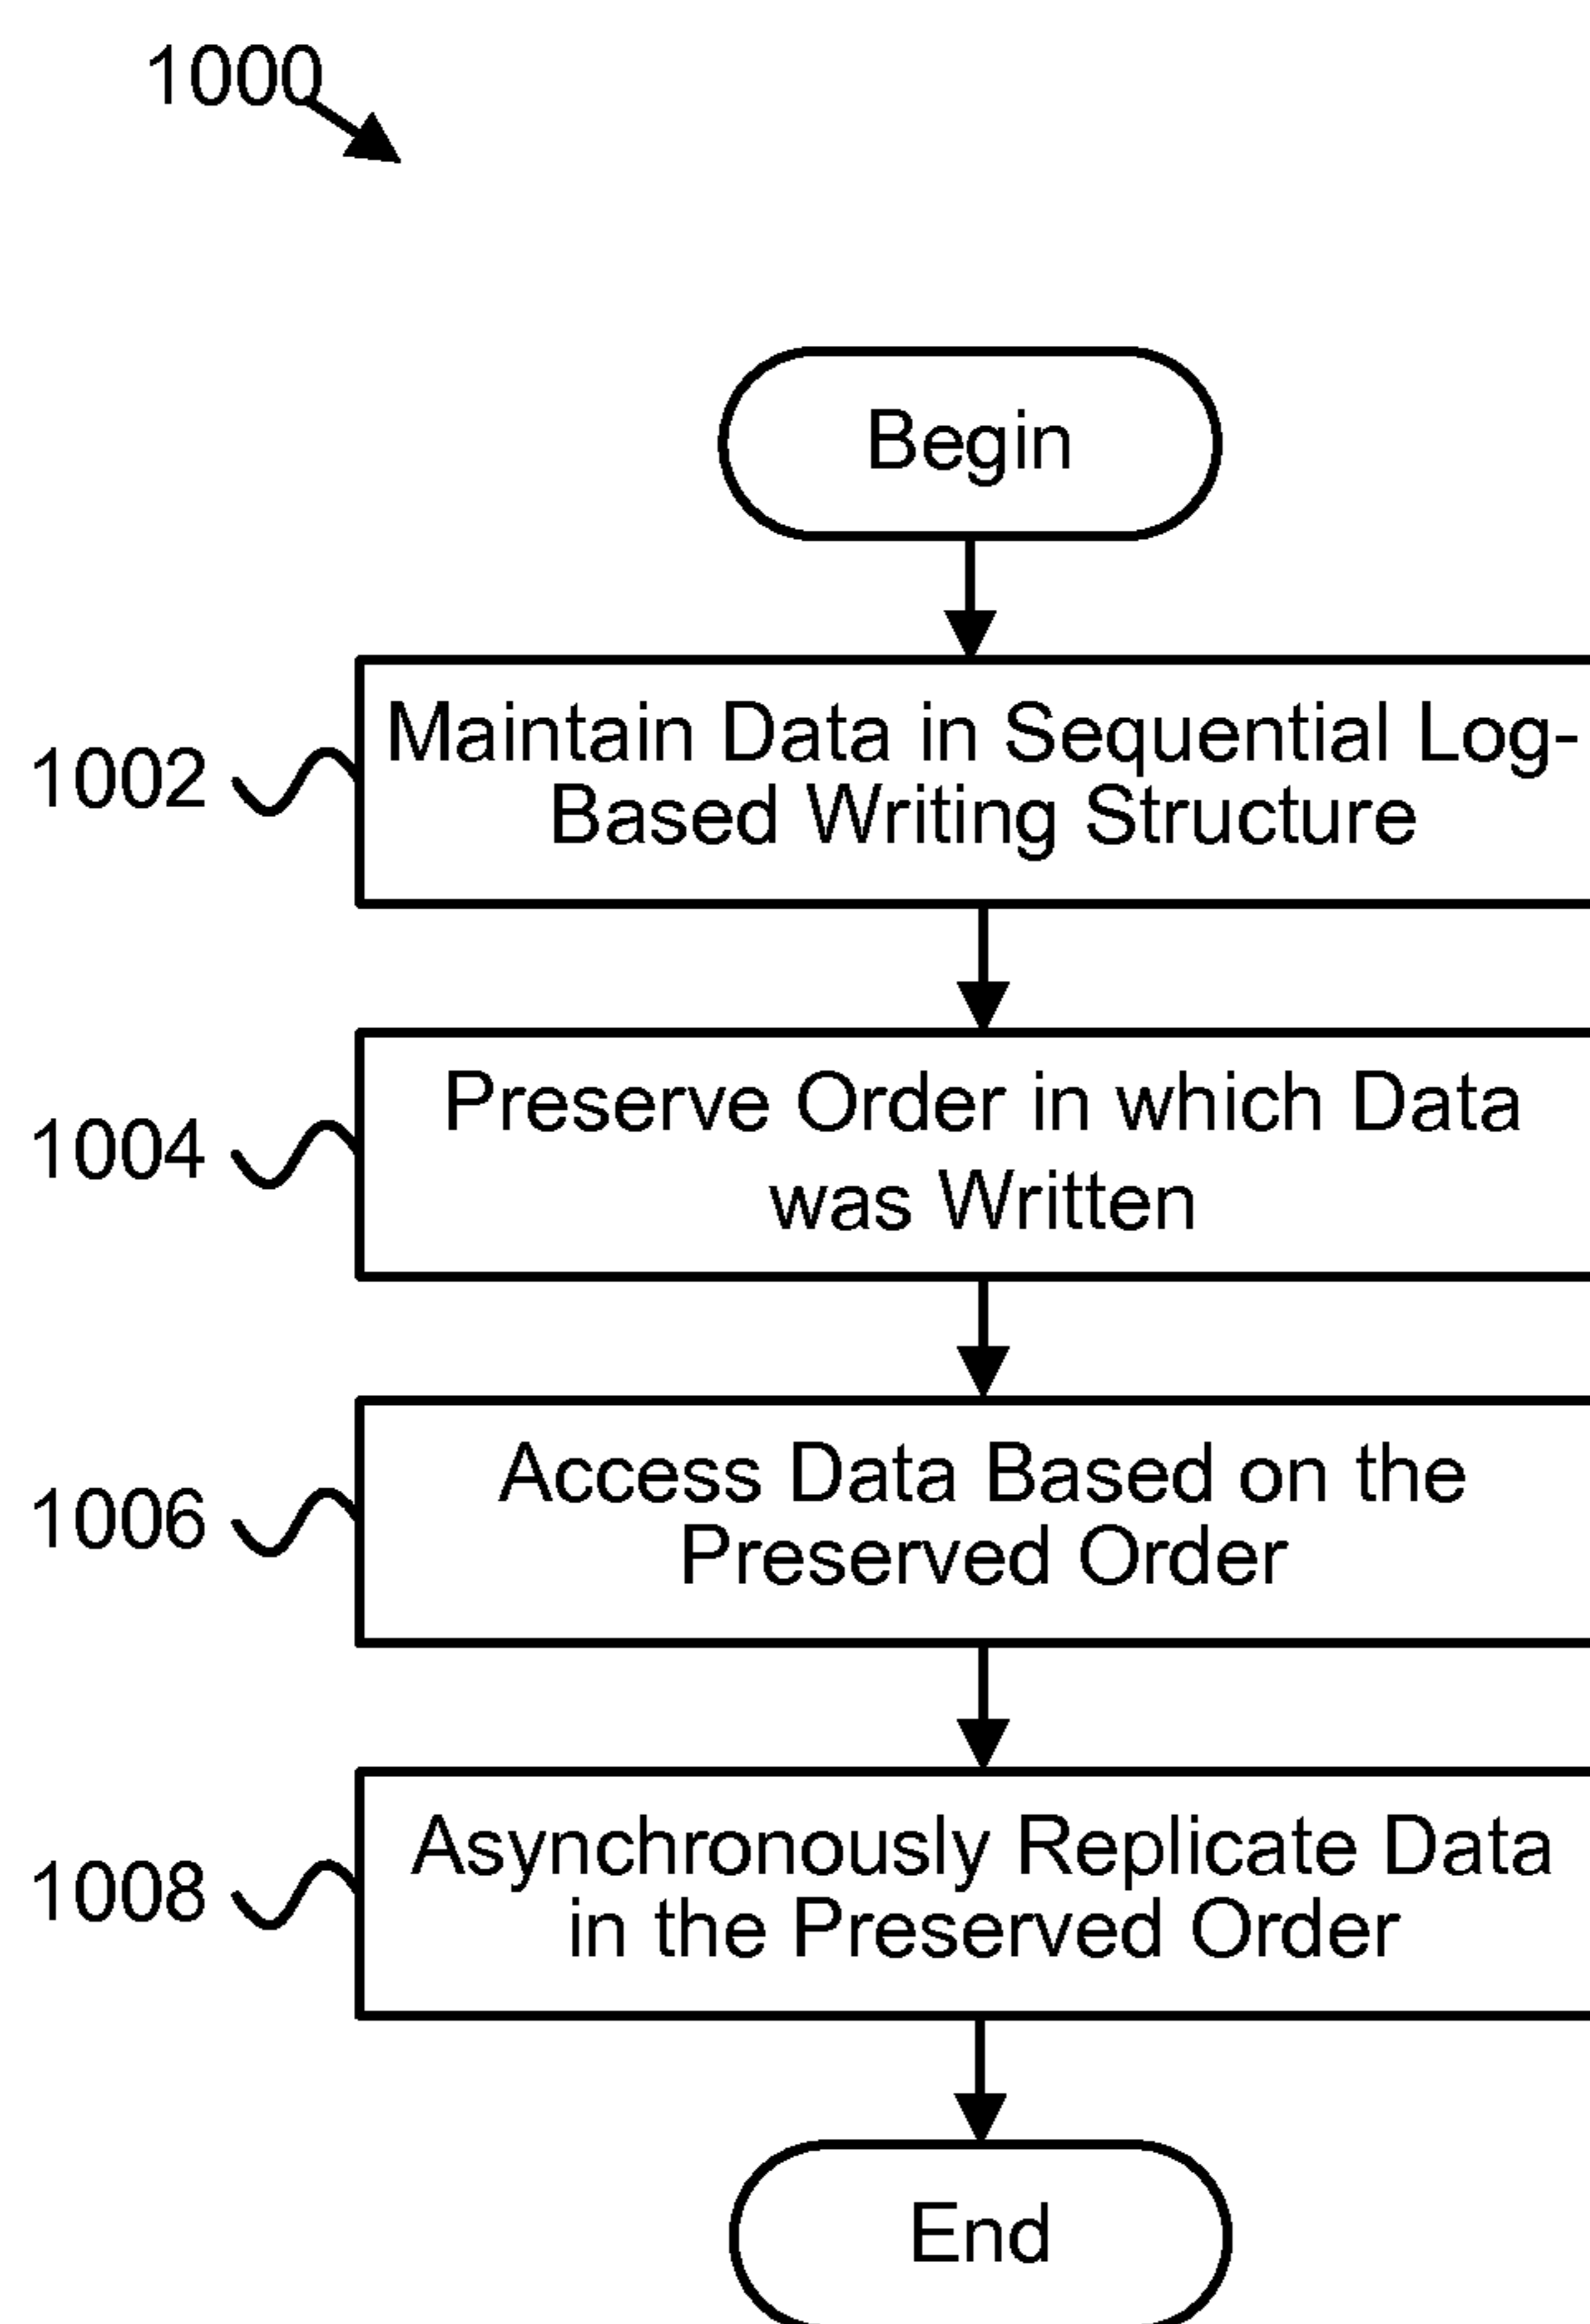 1000
Begin
1002
Maintain Data in Sequential Log-
Based Writing Structure
1004
Preserve Order in which Data
was Written
1006
Access Data Based on the
Preserved Order
1008
Asynchronously Replicate Data
in the Preserved Order
End